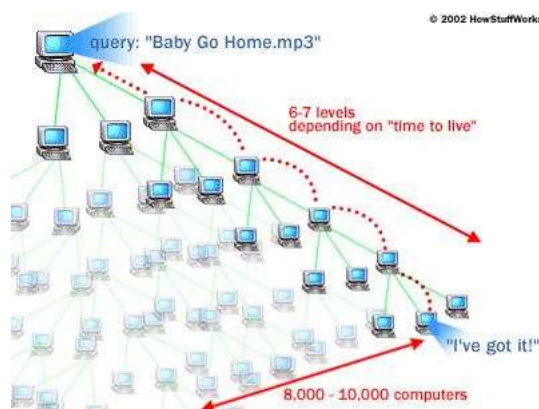 © 2002 HowStuffWorks
query: "Baby Go Home.mp3"
6-7 levels
depending on "time to live"
"I've got it!"
8,000 - 10,000 computers